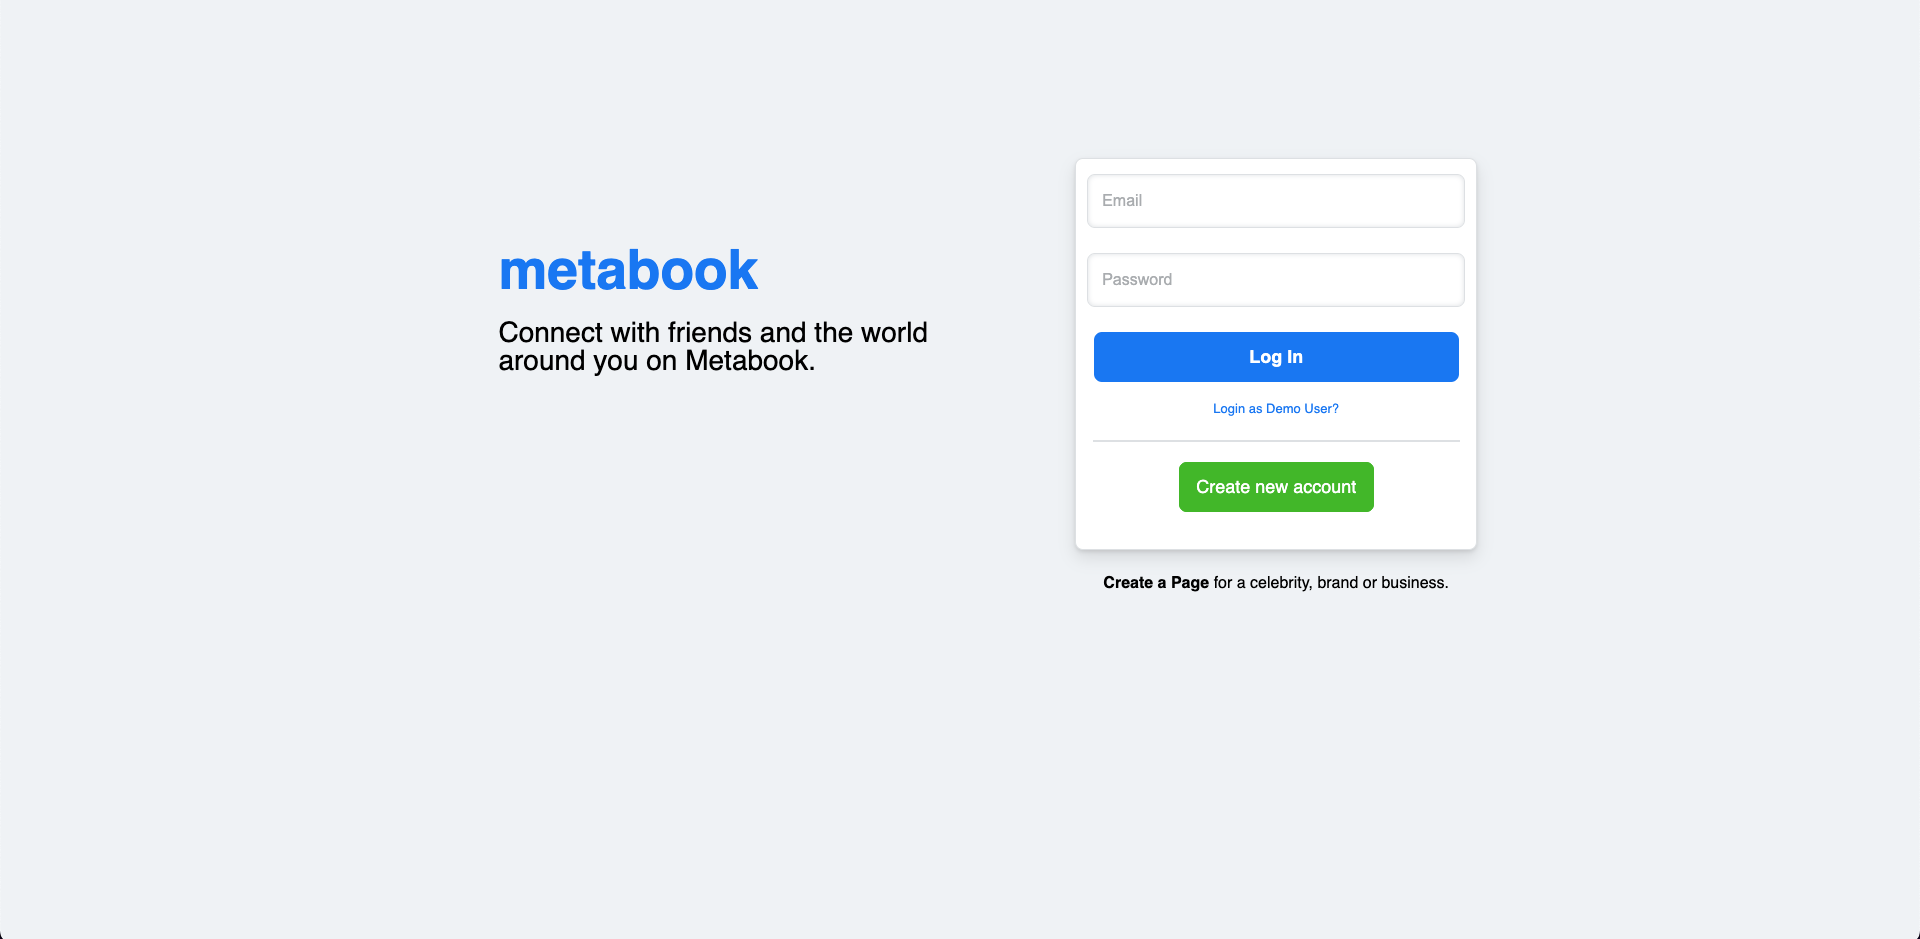 metabook
Connect with friends and the world
around you on Metabook.
Email
Password
Log In
Login as Demo User?
Create new account
Create a Page for a celebrity, brand or business.